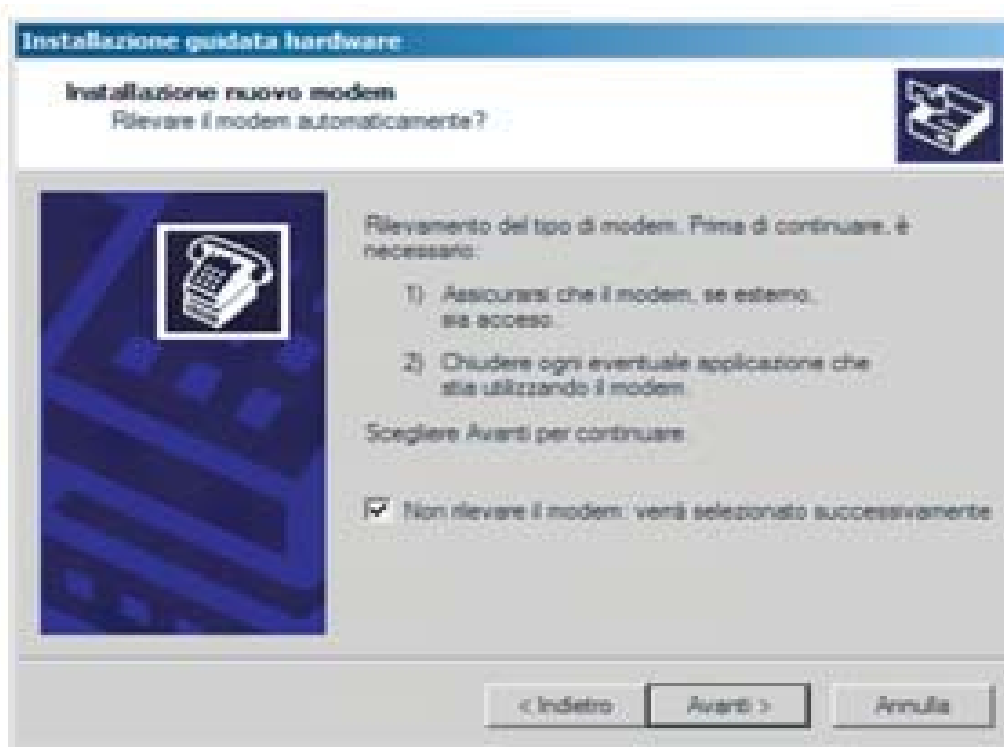 Installazione guidata hardware
Installazione nuovo modem
Rilevare il modem automaticamente?
Rilevamento del tipo di modem. Prima di continuare, è
necessario:
1) Assicurarsi che il modem, se esterno,
sia acceso.
2) Chiudere ogni eventuale applicazione che
stia utilizzando il modem.
Scegliere Avanti per continuare.
Non rilevare il modem: verrà selezionato successivamente
< Indietro
Avanti >
Annulla